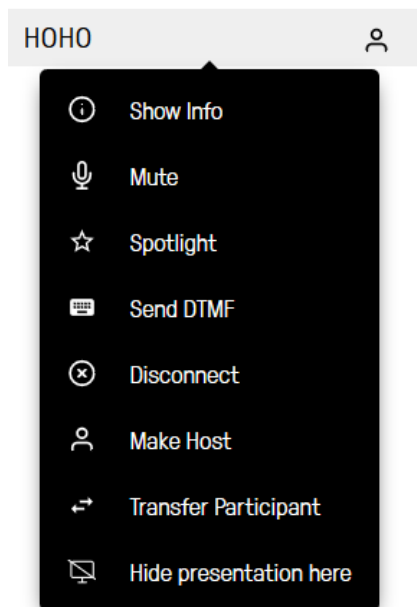 HOHO
Show Info
Mute
Spotlight
Send DTMF
Disconnect
Make Host
Transfer Participant
Hide presentation here